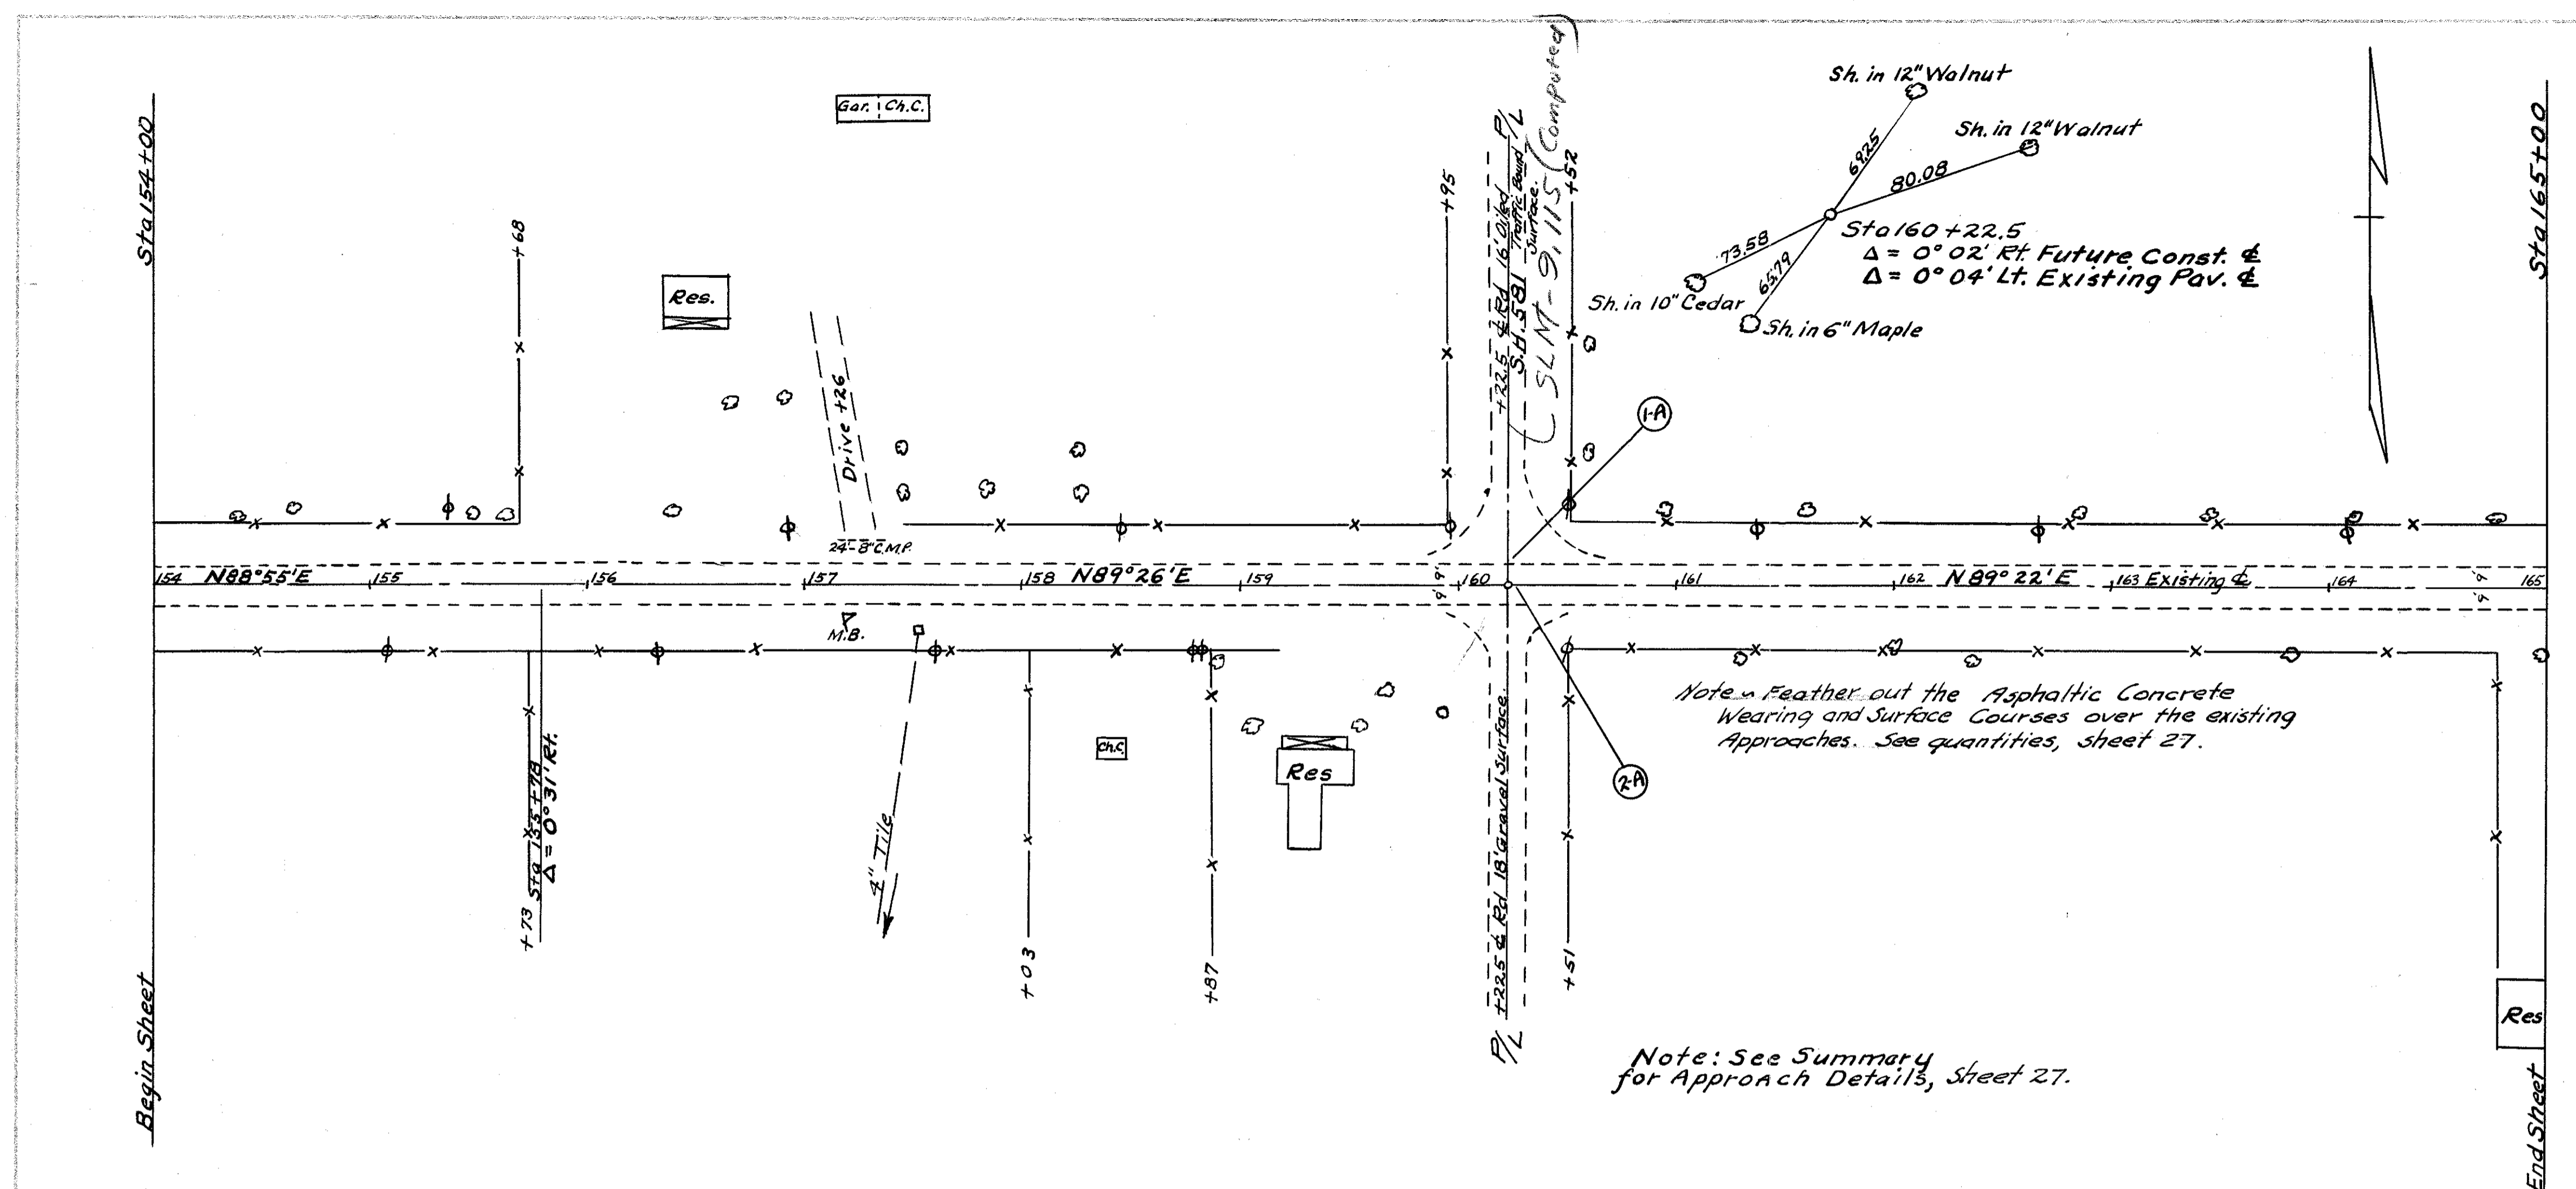 Sta 154+00
Begin Sheet
Gar. Ch.C.
+68
Res.
Drive +26
24'-8" C.M.P.
+95
P/L
+22.5 ℄ Rd 16' Oiled
S.H. 581 Traffic Bound
Surface.
SLM - 9.115 (Computed)
+52
Sh. in 12" Walnut
Sh. in 12" Walnut
69.25
80.08
73.58
65.79
Sta 160+22.5
Δ = 0° 02' Rt. Future Const. ℄
Δ = 0° 04' Lt. Existing Pav. ℄
Sh. in 10" Cedar
Sh. in 6" Maple
1-A
Sta 165+00
154 N88°55'E 155 156 157 158 N89°26'E 159 160 161 162 N89°22'E 163 Existing ℄ 164 165
9' 9'
9' 9'
M.B.
4" Tile
+73
Sta 155+78
Δ = 0° 31' Rt.
+03
Ch.C.
+87
Res
+22.5 ℄ Rd 18' Gravel Surface.
P/L
+51
2-A
Note ~ Feather out the Asphaltic Concrete
Wearing and Surface Courses over the existing
Approaches. See quantities, sheet 27.
Note: See Summary
for Approach Details, Sheet 27.
Res
End Sheet